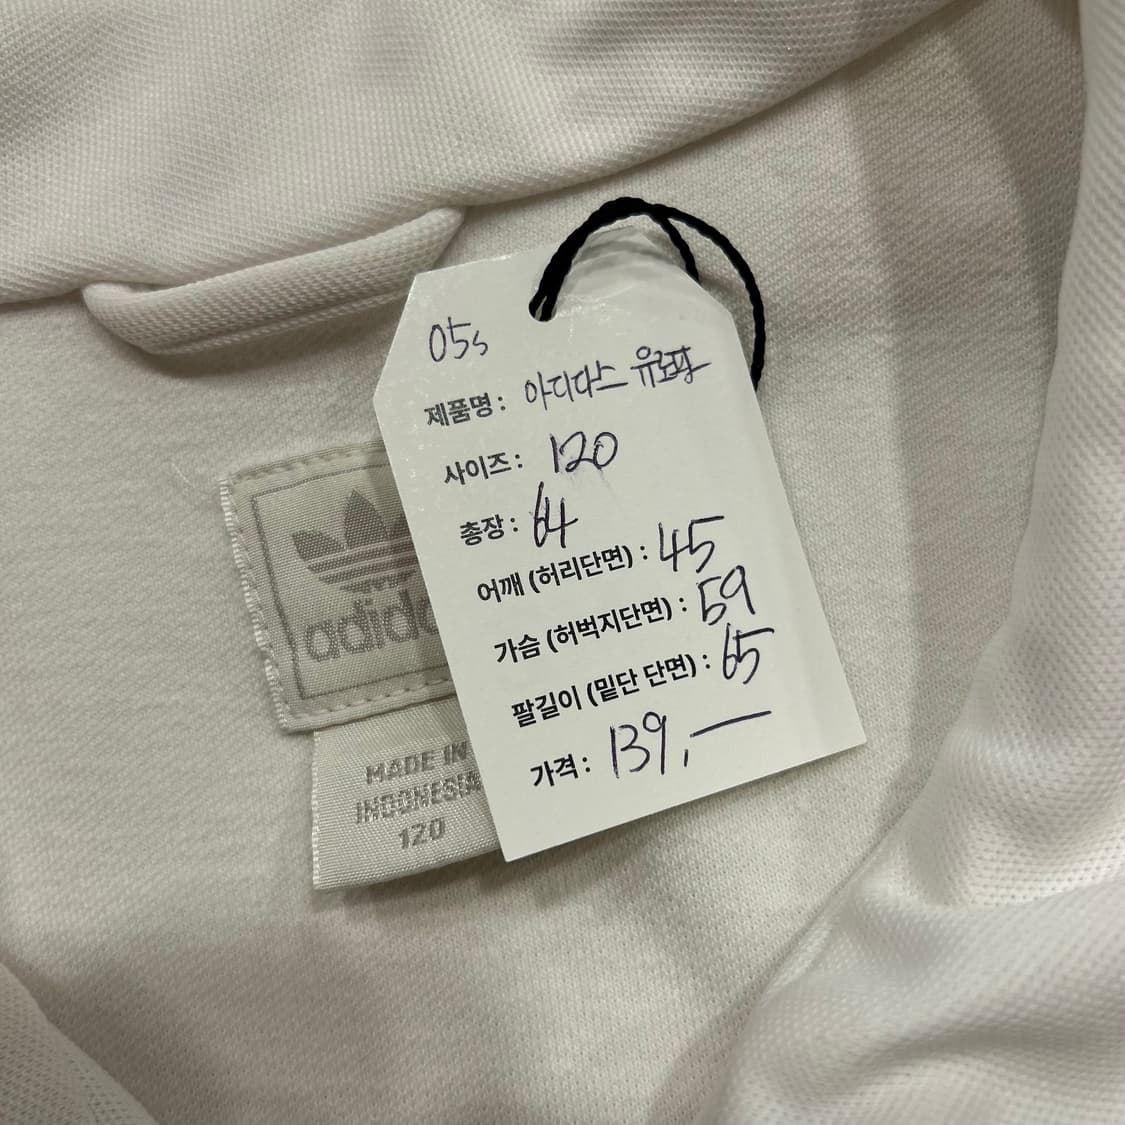 05s
제품명 : 아디다스 유로파
사이즈 : 120
총장 : 64
어깨 (허리단면) : 45
가슴 (허벅지단면) : 59
팔길이 (밑단 단면) : 65
가격 : 139,—
adida
MADE IN
INDONESIA
120